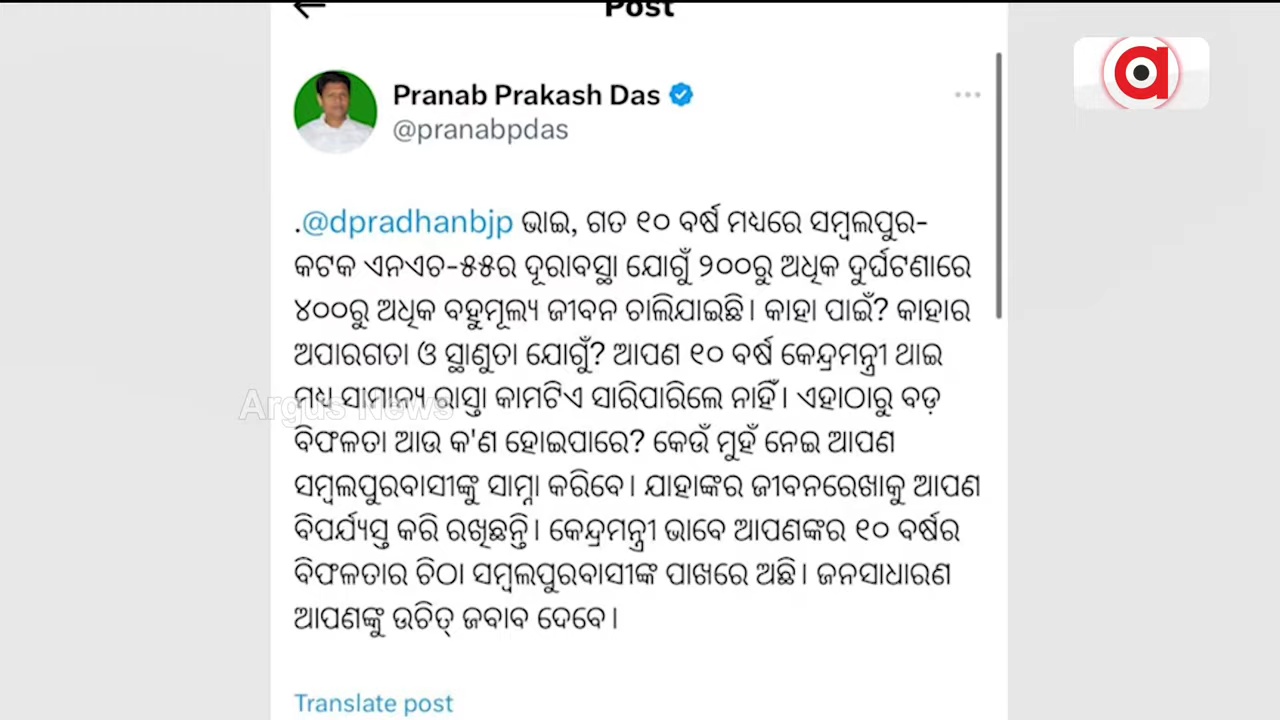 Post
Pranab Prakash Das
@pranabpdas
.@dpradhanbjp ଭାଇ, ଗତ ୧୦ ବର୍ଷ ମଧ୍ୟରେ ସମ୍ବଲପୁର-
କଟକ ଏନଏଚ-୫୫ର ଦୂରାବସ୍ଥା ଯୋଗୁଁ ୨୦୦ରୁ ଅଧିକ ଦୁର୍ଘଟଣାରେ
୪୦୦ରୁ ଅଧିକ ବହୁମୂଲ୍ୟ ଜୀବନ ଚାଲିଯାଇଛି। କାହା ପାଇଁ? କାହାର
ଅପାରଗତା ଓ ସ୍ଥାଣୁତା ଯୋଗୁଁ? ଆପଣ ୧୦ ବର୍ଷ କେନ୍ଦ୍ରମନ୍ତ୍ରୀ ଥାଇ
ମଧ୍ୟ ସାମାନ୍ୟ ରାସ୍ତା କାମଟିଏ ସାରିପାରିଲେ ନାହିଁ। ଏହାଠାରୁ ବଡ଼
Argus News
ବିଫଳତା ଆଉ କ'ଣ ହୋଇପାରେ? କେଉଁ ମୁହଁ ନେଇ ଆପଣ
ସମ୍ବଲପୁରବାସୀଙ୍କୁ ସାମ୍ନା କରିବେ। ଯାହାଙ୍କର ଜୀବନରେଖାକୁ ଆପଣ
ବିପର୍ଯ୍ୟସ୍ତ କରି ରଖିଛନ୍ତି। କେନ୍ଦ୍ରମନ୍ତ୍ରୀ ଭାବେ ଆପଣଙ୍କର ୧୦ ବର୍ଷର
ବିଫଳତାର ଚିଠା ସମ୍ବଲପୁରବାସୀଙ୍କ ପାଖରେ ଅଛି। ଜନସାଧାରଣ
ଆପଣଙ୍କୁ ଉଚିତ୍ ଜବାବ ଦେବେ।
Translate post